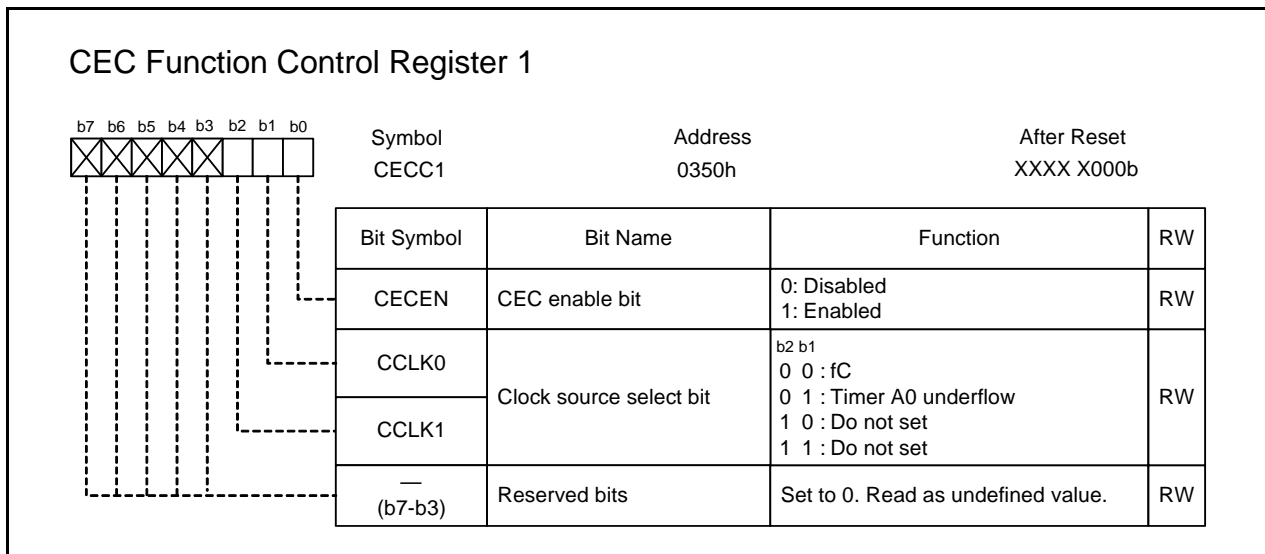 CEC Function Control Register 1
b7 b6 b5 b4 b3 b2 b1 b0
Symbol Address After Reset
CECC1 0350h XXXX X000b
Bit Symbol Bit Name Function RW
CECEN CEC enable bit 0: Disabled RW
1: Enabled
CCLK0 Clock source select bit b2 b1 RW
0 0 : fC
0 1 : Timer A0 underflow
CCLK1 1 0 : Do not set
1 1 : Do not set
— (b7-b3) Reserved bits Set to 0. Read as undefined value. RW